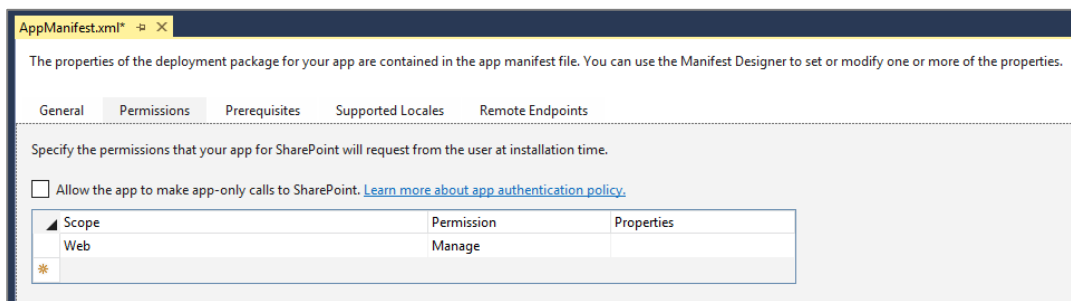 AppManifest.xml*
The properties of the deployment package for your app are contained in the app manifest file. You can use the Manifest Designer to set or modify one or more of the properties.
General Permissions Prerequisites Supported Locales Remote Endpoints
Specify the permissions that your app for SharePoint will request from the user at installation time.
Allow the app to make app-only calls to SharePoint. Learn more about app authentication policy.
Scope Permission Properties
Web Manage